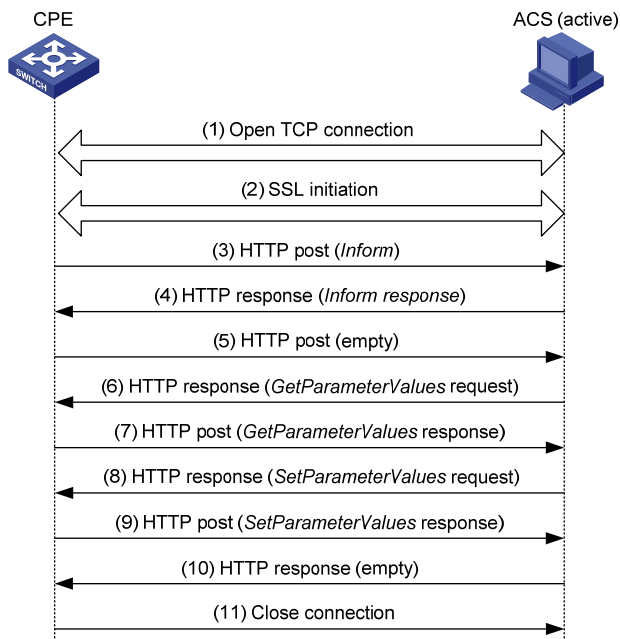 CPE
ACS (active)
SWITCH
(1) Open TCP connection
(2) SSL initiation
(3) HTTP post (Inform)
(4) HTTP response (Inform response)
(5) HTTP post (empty)
(6) HTTP response (GetParameterValues request)
(7) HTTP post (GetParameterValues response)
(8) HTTP response (SetParameterValues request)
(9) HTTP post (SetParameterValues response)
(10) HTTP response (empty)
(11) Close connection